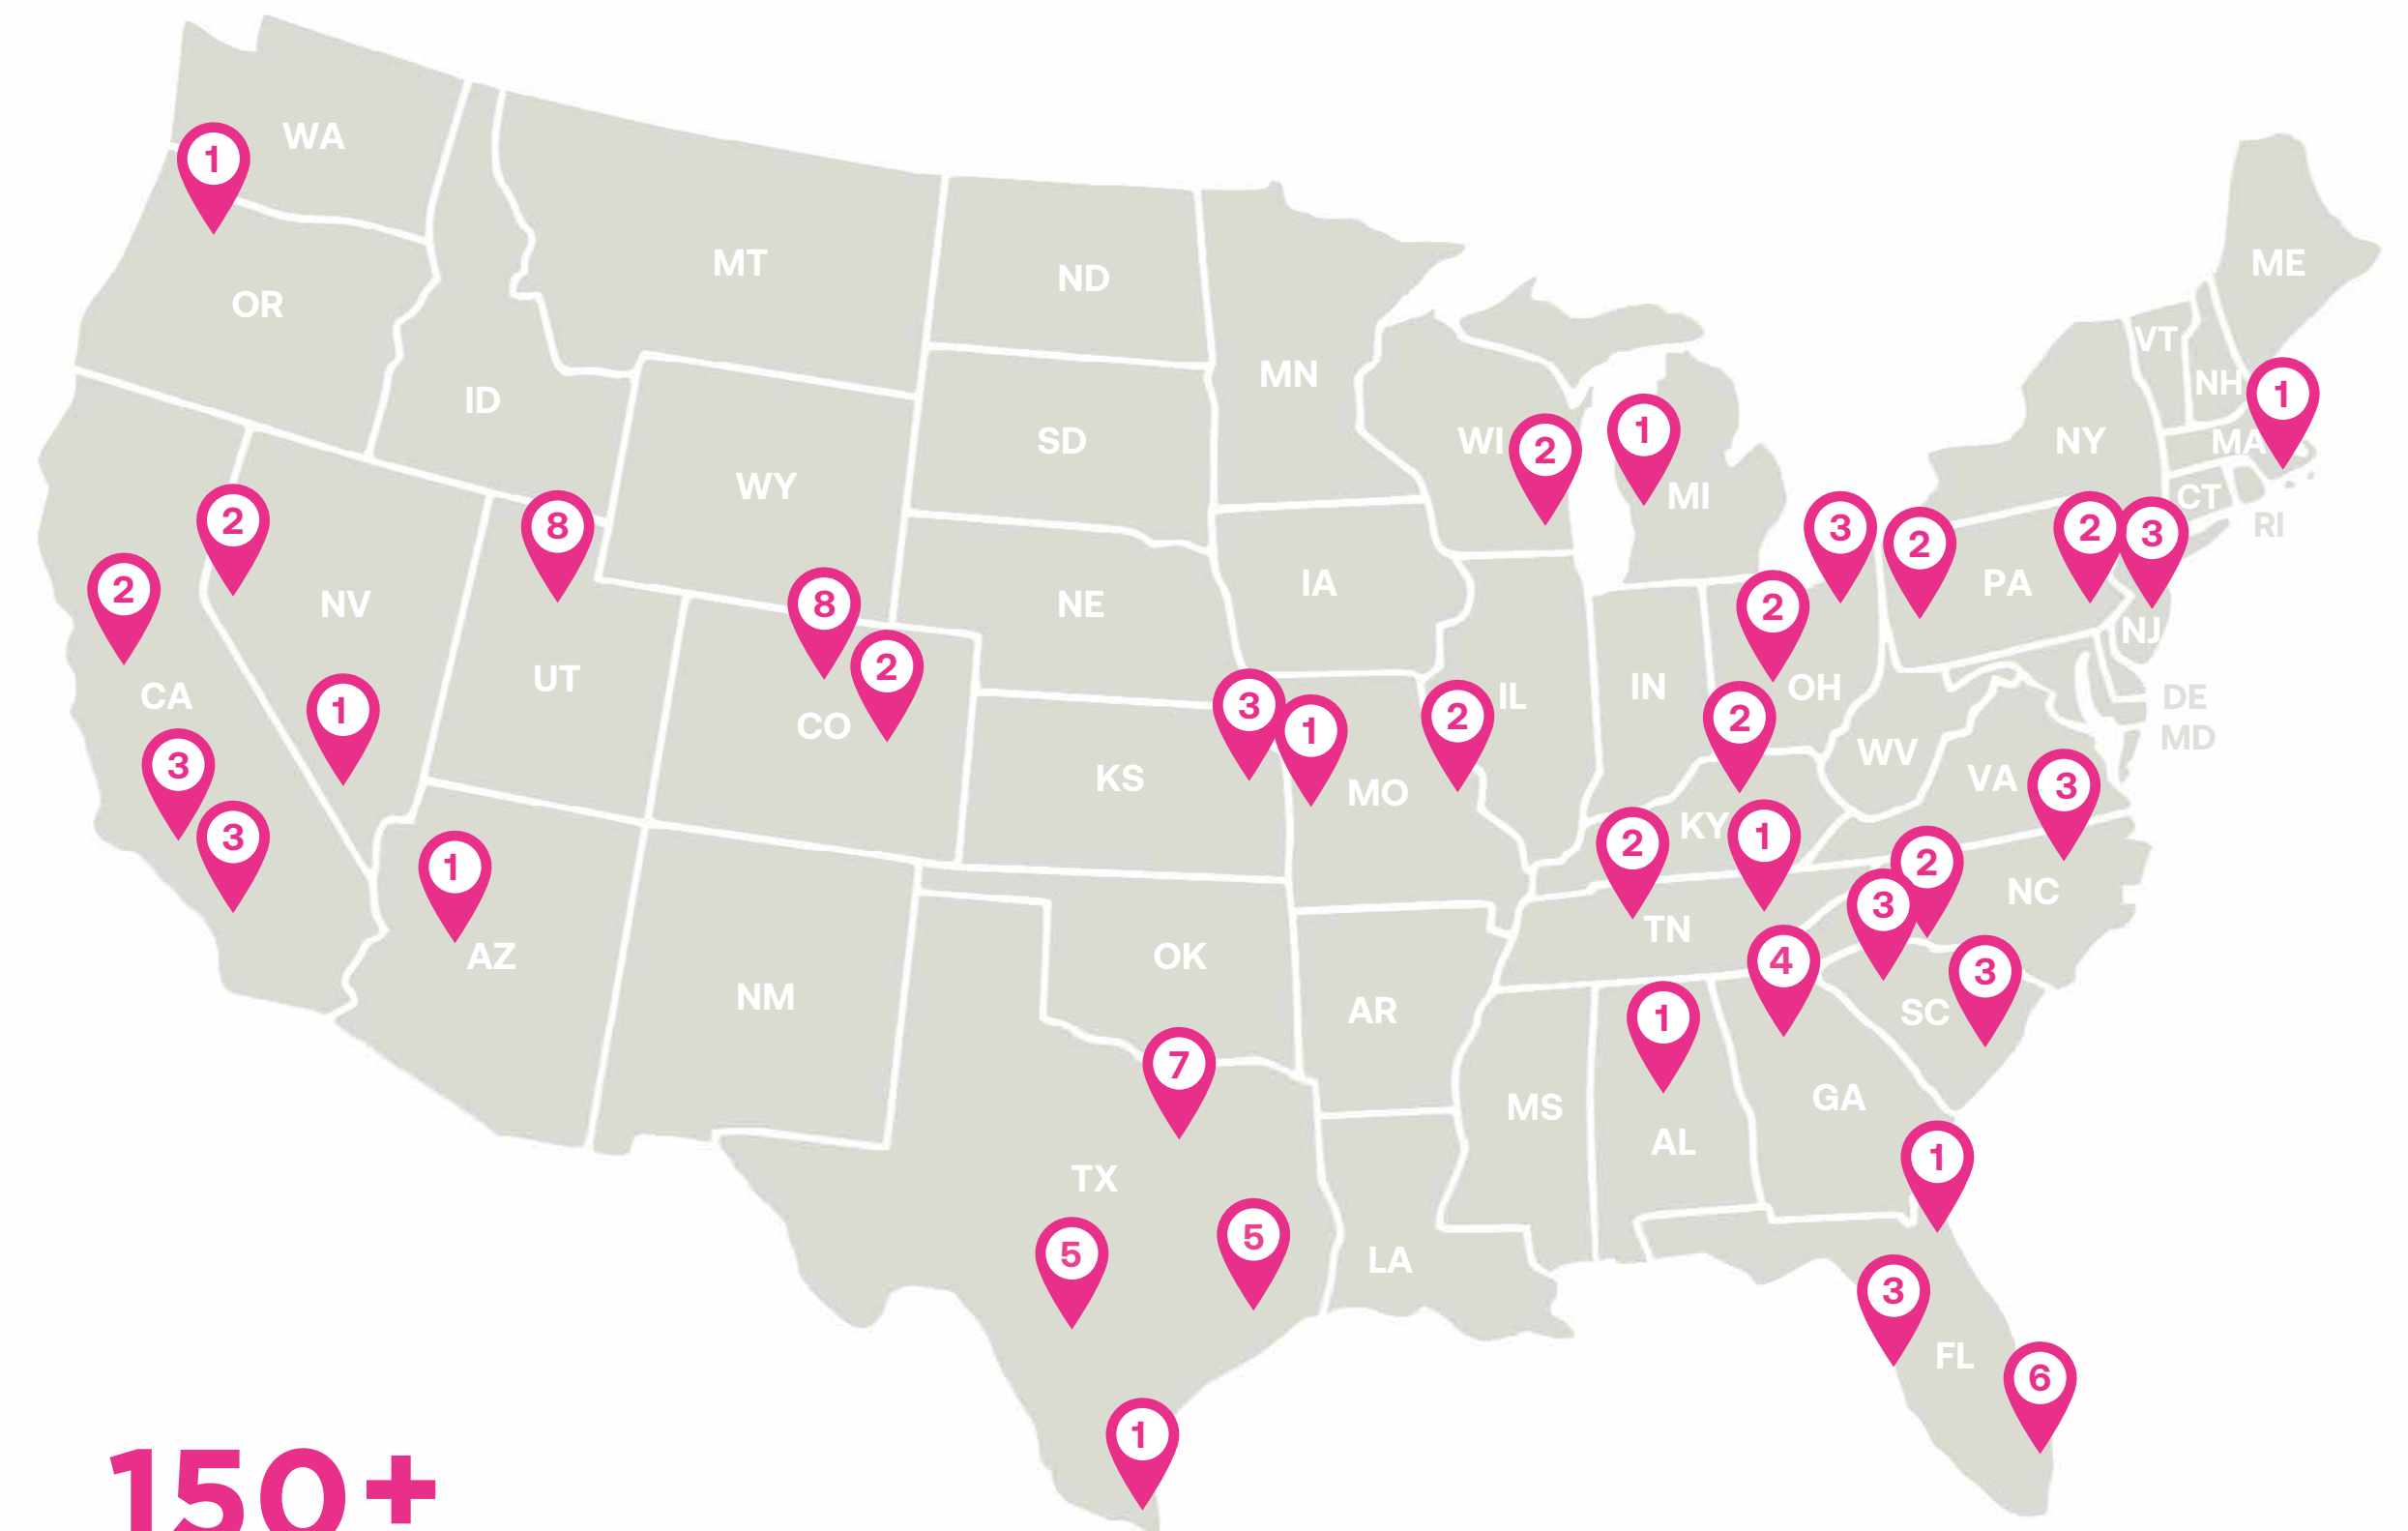 WA
1
OR
MT
ND
ME
ID
MN
VT
NH
1
WY
SD
WI
2
1
MI
NY
MA
CT
RI
2
2
NV
8
8
2
NE
IA
3
2
PA
2
3
2
NJ
CA
1
UT
CO
3
1
2
IL
IN
OH
2
DE
MD
3
3
KS
MO
WV
VA
3
1
AZ
2
KY
1
2
3
NC
TN
NM
OK
AR
4
1
SC
3
7
MS
AL
GA
TX
1
5
5
LA
3
FL
6
1
150+